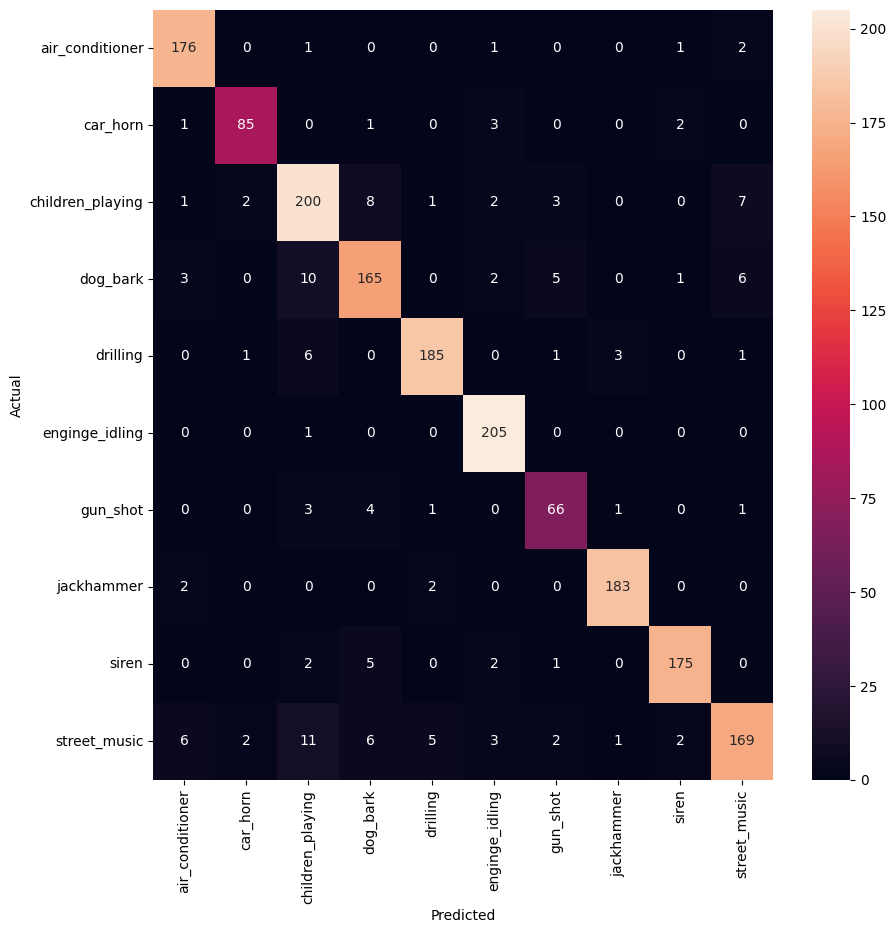 air_conditioner 176 0 1 0 0 1 0 0 1 2
car_horn 1 85 0 1 0 3 0 0 2 0
children_playing 1 2 200 8 1 2 3 0 0 7
dog_bark 3 0 10 165 0 2 5 0 1 6
drilling 0 1 6 0 185 0 1 3 0 1
enginge_idling 0 0 1 0 0 205 0 0 0 0
gun_shot 0 0 3 4 1 0 66 1 0 1
jackhammer 2 0 0 0 2 0 0 183 0 0
siren 0 0 2 5 0 2 1 0 175 0
street_music 6 2 11 6 5 3 2 1 2 169
Actual
air_conditioner
car_horn
children_playing
dog_bark
drilling
enginge_idling
gun_shot
jackhammer
siren
street_music
Predicted
200
175
150
125
100
75
50
25
0